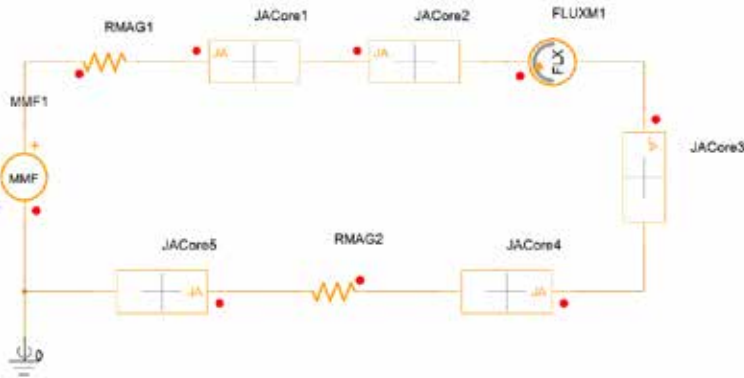 JACore1
JACore2
FLUXM1
RMAG1
JA
JA
FLX
MMF1
JA
JACore3
MMF
JACore5
RMAG2
JACore4
JA
JA
0